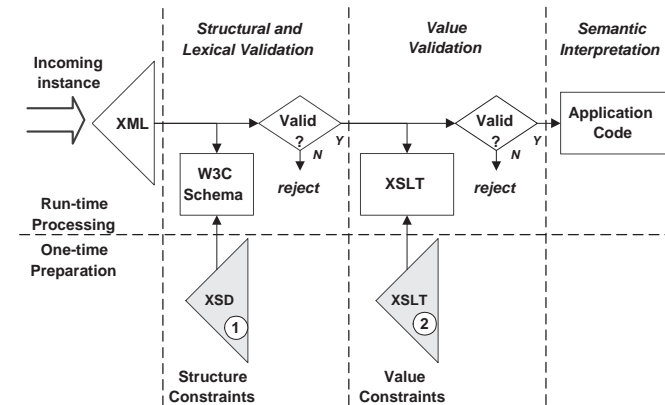 Structural and
Lexical Validation
Value
Validation
Semantic
Interpretation
Incoming
instance
XML
Valid
?
Y
N
reject
W3C
Schema
Valid
?
Y
N
reject
XSLT
Application
Code
Run-time
Processing
One-time
Preparation
XSD
1
XSLT
2
Structure
Constraints
Value
Constraints